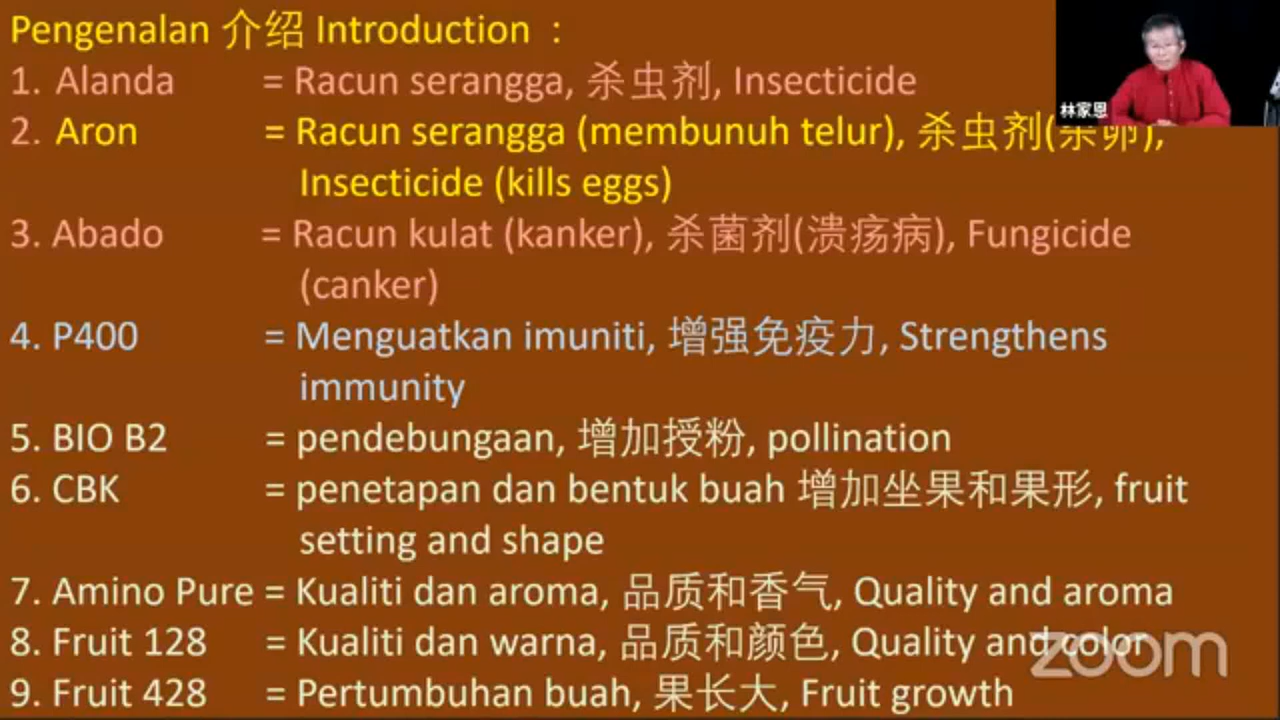 Pengenalan 介绍 Introduction :
1. Alanda = Racun serangga, 杀虫剂, Insecticide
林家恩
2. Aron = Racun serangga (membunuh telur), 杀虫剂(杀卵),
Insecticide (kills eggs)
3. Abado = Racun kulat (kanker), 杀菌剂(溃疡病), Fungicide
(canker)
4. P400 = Menguatkan imuniti, 增强免疫力, Strengthens
immunity
5. BIO B2 = pendebungaan, 增加授粉, pollination
6. CBK = penetapan dan bentuk buah 增加坐果和果形, fruit
setting and shape
7. Amino Pure = Kualiti dan aroma, 品质和香气, Quality and aroma
8. Fruit 128 = Kualiti dan warna, 品质和颜色, Quality and color
zoom
9. Fruit 428 = Pertumbuhan buah, 果长大, Fruit growth